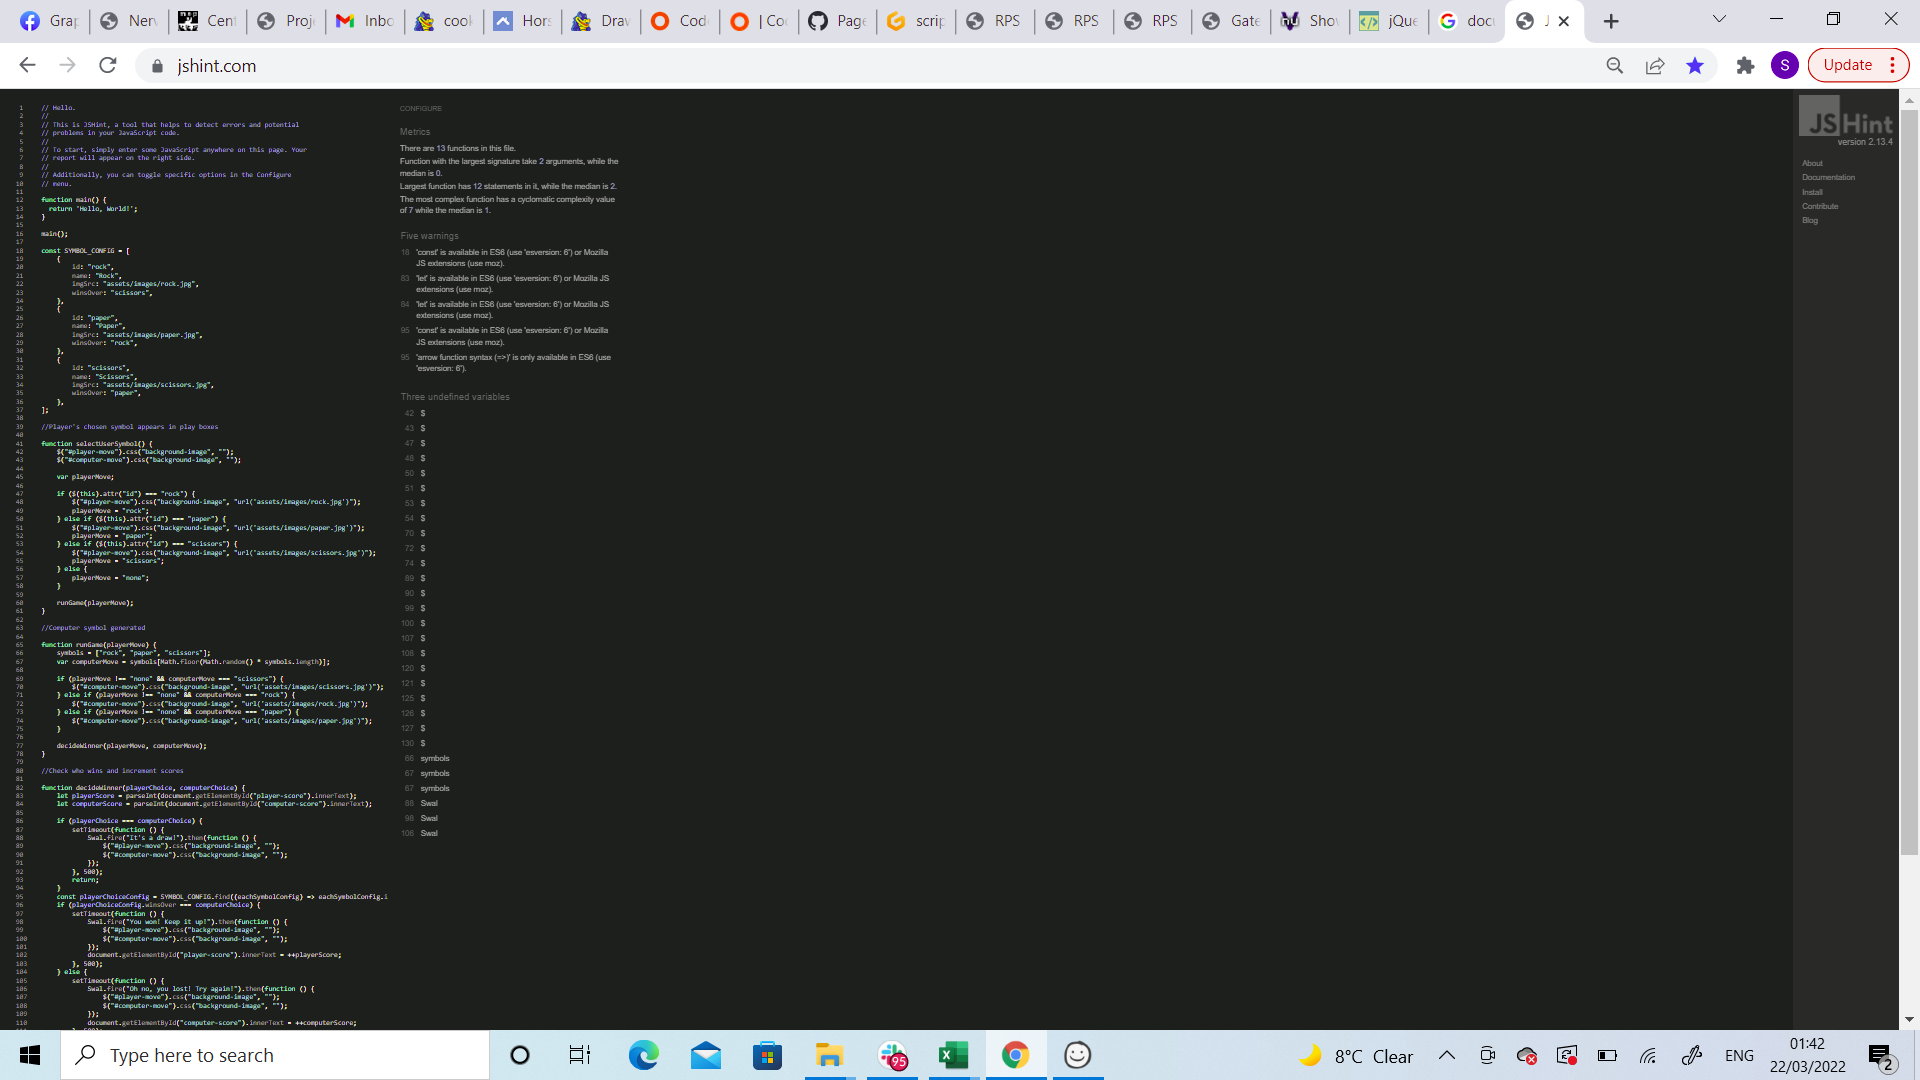 Grap
Nerv
Cent
Proje
Inbo
cook
Hors
Draw
Code
| Coo
Page
scrip
RPS
RPS
RPS
Gate
Show
jQue
docu
J
jshint.com
S
Update
1 // Hello.
2 //
3 // This is JSHint, a tool that helps to detect errors and potential
4 // problems in your JavaScript code.
5 //
6 // To start, simply enter some JavaScript anywhere on this page. Your
7 // report will appear on the right side.
8 //
9 // Additionally, you can toggle specific options in the Configure
10 // menu.
11
12 function main() {
13 return 'Hello, World!';
14 }
15
16 main();
17
18 const SYMBOL_CONFIG = [
19 {
20 id: "rock",
21 name: "Rock",
22 imgSrc: "assets/images/rock.jpg",
23 winsOver: "scissors",
24 },
25 {
26 id: "paper",
27 name: "Paper",
28 imgSrc: "assets/images/paper.jpg",
29 winsOver: "rock",
30 },
31 {
32 id: "scissors",
33 name: "Scissors",
34 imgSrc: "assets/images/scissors.jpg",
35 winsOver: "paper",
36 },
37 ];
38
39 //Player's chosen symbol appears in play boxes
40
41 function selectUserSymbol() {
42 $("#player-move").css("background-image", "");
43 $("#computer-move").css("background-image", "");
44
45 var playerMove;
46
47 if ($(this).attr("id") === "rock") {
48 $("#player-move").css("background-image", "url('assets/images/rock.jpg')");
49 playerMove = "rock";
50 } else if ($(this).attr("id") === "paper") {
51 $("#player-move").css("background-image", "url('assets/images/paper.jpg')");
52 playerMove = "paper";
53 } else if ($(this).attr("id") === "scissors") {
54 $("#player-move").css("background-image", "url('assets/images/scissors.jpg')");
55 playerMove = "scissors";
56 } else {
57 playerMove = "none";
58 }
59
60 runGame(playerMove);
61 }
62
63 //Computer symbol generated
64
65 function runGame(playerMove) {
66 symbols = ["rock", "paper", "scissors"];
67 var computerMove = symbols[Math.floor(Math.random() * symbols.length)];
68
69 if (playerMove !== "none" && computerMove === "scissors") {
70 $("#computer-move").css("background-image", "url('assets/images/scissors.jpg')");
71 } else if (playerMove !== "none" && computerMove === "rock") {
72 $("#computer-move").css("background-image", "url('assets/images/rock.jpg')");
73 } else if (playerMove !== "none" && computerMove === "paper") {
74 $("#computer-move").css("background-image", "url('assets/images/paper.jpg')");
75 }
76
77 decideWinner(playerMove, computerMove);
78 }
79
80 //Check who wins and increment scores
81
82 function decideWinner(playerChoice, computerChoice) {
83 let playerScore = parseInt(document.getElementById("player-score").innerText);
84 let computerScore = parseInt(document.getElementById("computer-score").innerText);
85
86 if (playerChoice === computerChoice) {
87 setTimeout(function () {
88 Swal.fire("It's a draw!").then(function () {
89 $("#player-move").css("background-image", "");
90 $("#computer-move").css("background-image", "");
91 });
92 }, 500);
93 return;
94 }
95 const playerChoiceConfig = SYMBOL_CONFIG.find((eachSymbolConfig) => eachSymbolConfig.i
96 if (playerChoiceConfig.winsOver === computerChoice) {
97 setTimeout(function () {
98 Swal.fire("You won! Keep it up!").then(function () {
99 $("#player-move").css("background-image", "");
100 $("#computer-move").css("background-image", "");
101 });
102 document.getElementById("player-score").innerText = ++playerScore;
103 }, 500);
104 } else {
105 setTimeout(function () {
106 Swal.fire("Oh no, you lost! Try again!").then(function () {
107 $("#player-move").css("background-image", "");
108 $("#computer-move").css("background-image", "");
109 });
110 document.getElementById("computer-score").innerText = ++computerScore;
CONFIGURE
Metrics
There are 13 functions in this file.
Function with the largest signature take 2 arguments, while the
median is 0.
Largest function has 12 statements in it, while the median is 2.
The most complex function has a cyclomatic complexity value
of 7 while the median is 1.
Five warnings
18 'const' is available in ES6 (use 'esversion: 6') or Mozilla
JS extensions (use moz).
83 'let' is available in ES6 (use 'esversion: 6') or Mozilla JS
extensions (use moz).
84 'let' is available in ES6 (use 'esversion: 6') or Mozilla JS
extensions (use moz).
95 'const' is available in ES6 (use 'esversion: 6') or Mozilla
JS extensions (use moz).
95 'arrow function syntax (=>)' is only available in ES6 (use
'esversion: 6').
Three undefined variables
42 $
43 $
47 $
48 $
50 $
51 $
53 $
54 $
70 $
72 $
74 $
89 $
90 $
99 $
100 $
107 $
108 $
120 $
121 $
125 $
126 $
127 $
130 $
66 symbols
67 symbols
67 symbols
88 Swal
98 Swal
106 Swal
JSHint
version 2.13.4
About
Documentation
Install
Contribute
Blog
Type here to search
95
8°C Clear
ENG
01:42
22/03/2022
2